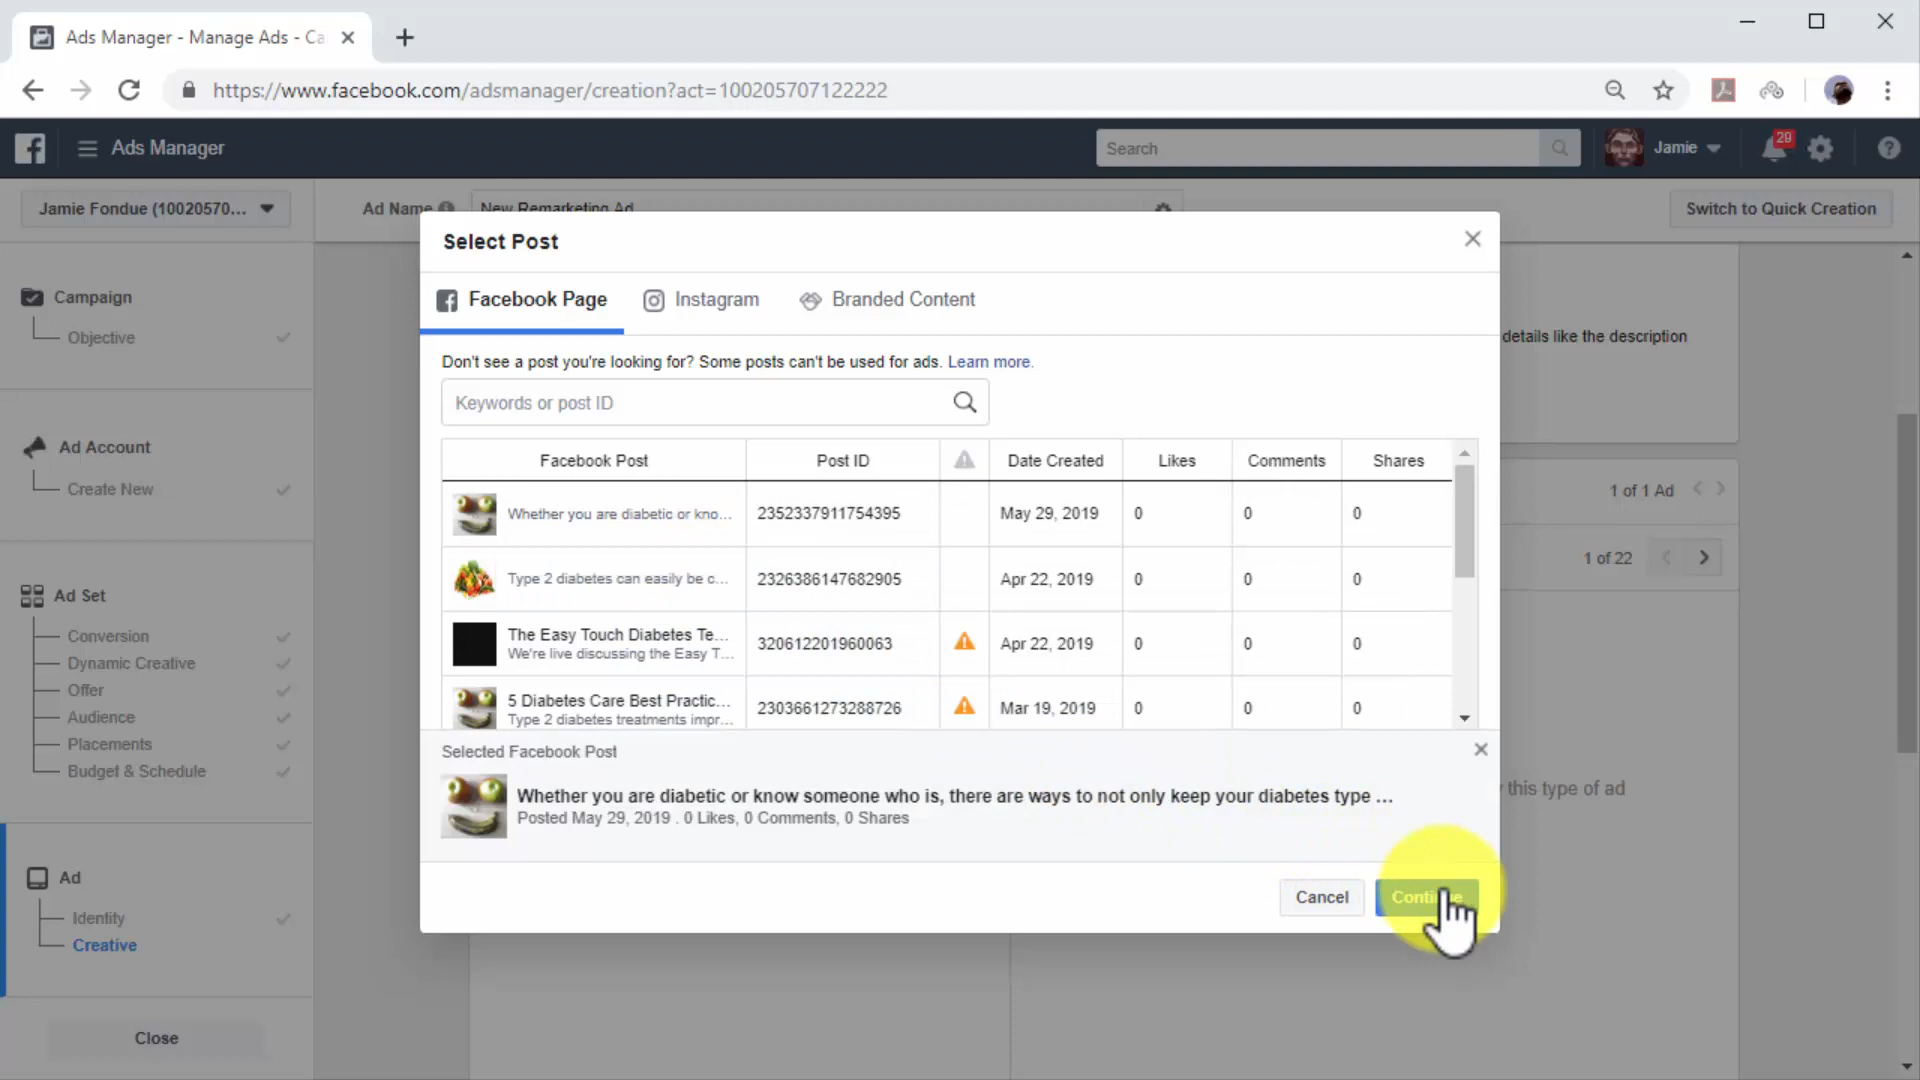 Ads Manager - Manage Ads - Ca
https://www.facebook.com/adsmanager/creation?act=100205707122222
Ads Manager
Search
Jamie
29
Jamie Fondue (10020570...
Ad Name
New Remarketing Ad
Switch to Quick Creation
Campaign
Objective
Ad Account
Create New
Ad Set
Conversion
Dynamic Creative
Offer
Audience
Placements
Budget & Schedule
Ad
Identity
Creative
Close
Select Post
Facebook Page
Instagram
Branded Content
Don't see a post you're looking for? Some posts can't be used for ads. Learn more.
Keywords or post ID
Facebook Post Post ID Date Created Likes Comments Shares
Whether you are diabetic or kno... 2352337911754395 May 29, 2019 0 0 0
Type 2 diabetes can easily be c... 2326386147682905 Apr 22, 2019 0 0 0
The Easy Touch Diabetes Te...
We're live discussing the Easy T... 320612201960063 Apr 22, 2019 0 0 0
5 Diabetes Care Best Practic...
Type 2 diabetes treatments impr... 2303661273288726 Mar 19, 2019 0 0 0
Selected Facebook Post
Whether you are diabetic or know someone who is, there are ways to not only keep your diabetes type ...
Posted May 29, 2019 . 0 Likes, 0 Comments, 0 Shares
Cancel
details like the description
1 of 1 Ad
1 of 22
this type of ad